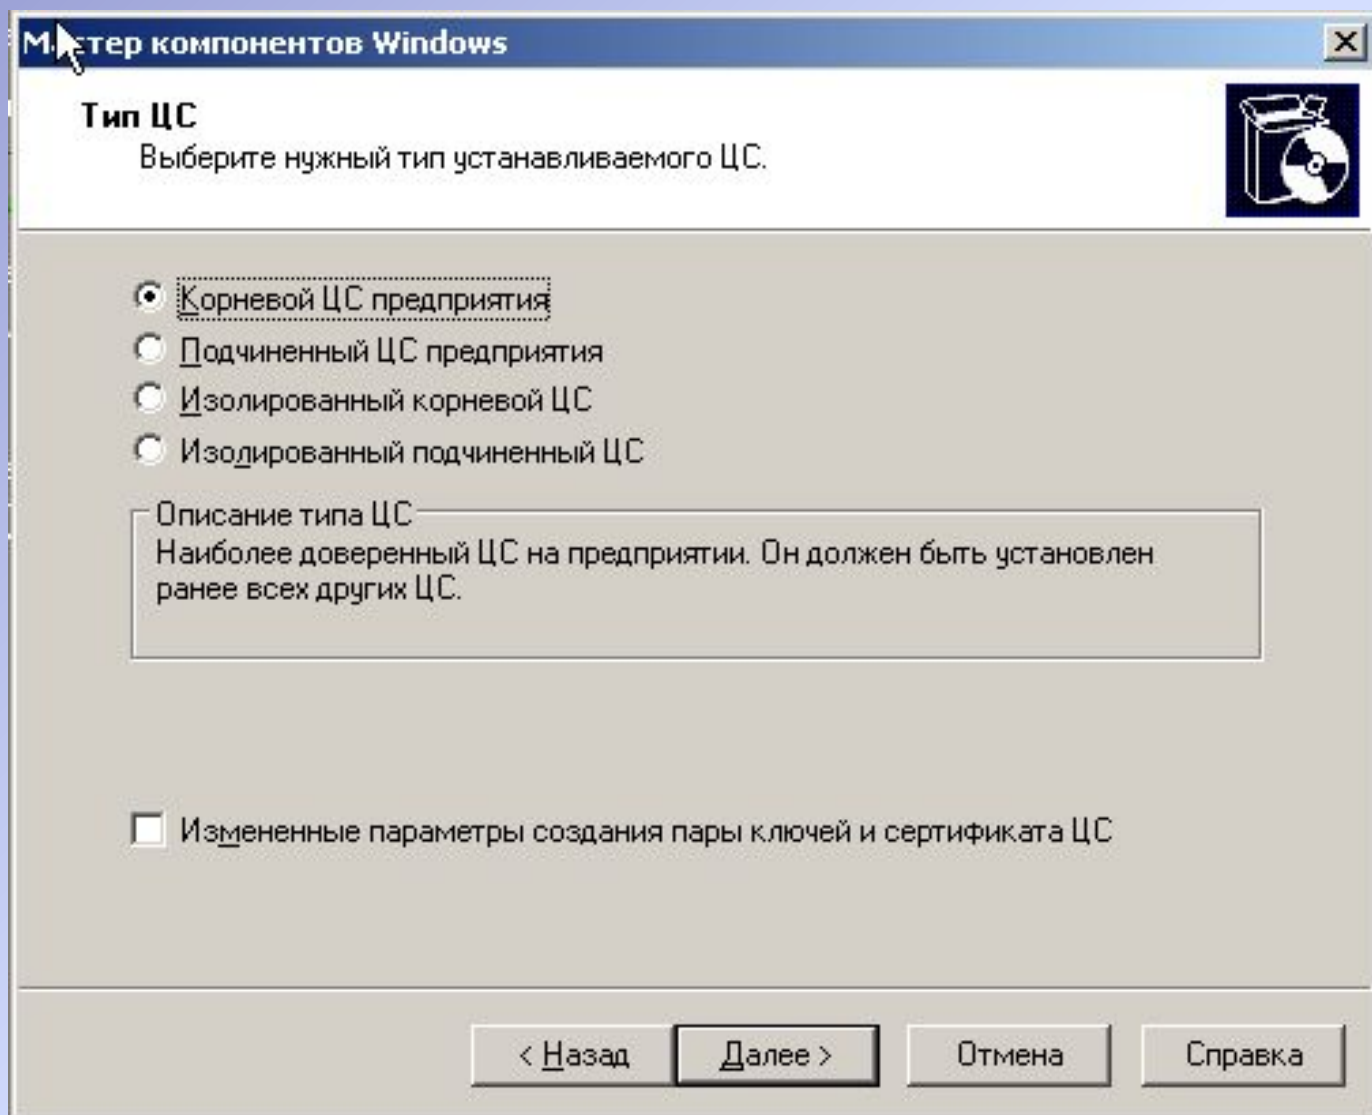 Мастер компонентов Windows
Тип ЦС
Выберите нужный тип устанавливаемого ЦС.
Корневой ЦС предприятия
Подчиненный ЦС предприятия
Изолированный корневой ЦС
Изолированный подчиненный ЦС
Описание типа ЦС
Наиболее доверенный ЦС на предприятии. Он должен быть установлен
ранее всех других ЦС.
Измененные параметры создания пары ключей и сертификата ЦС
< Назад Далее > Отмена Справка